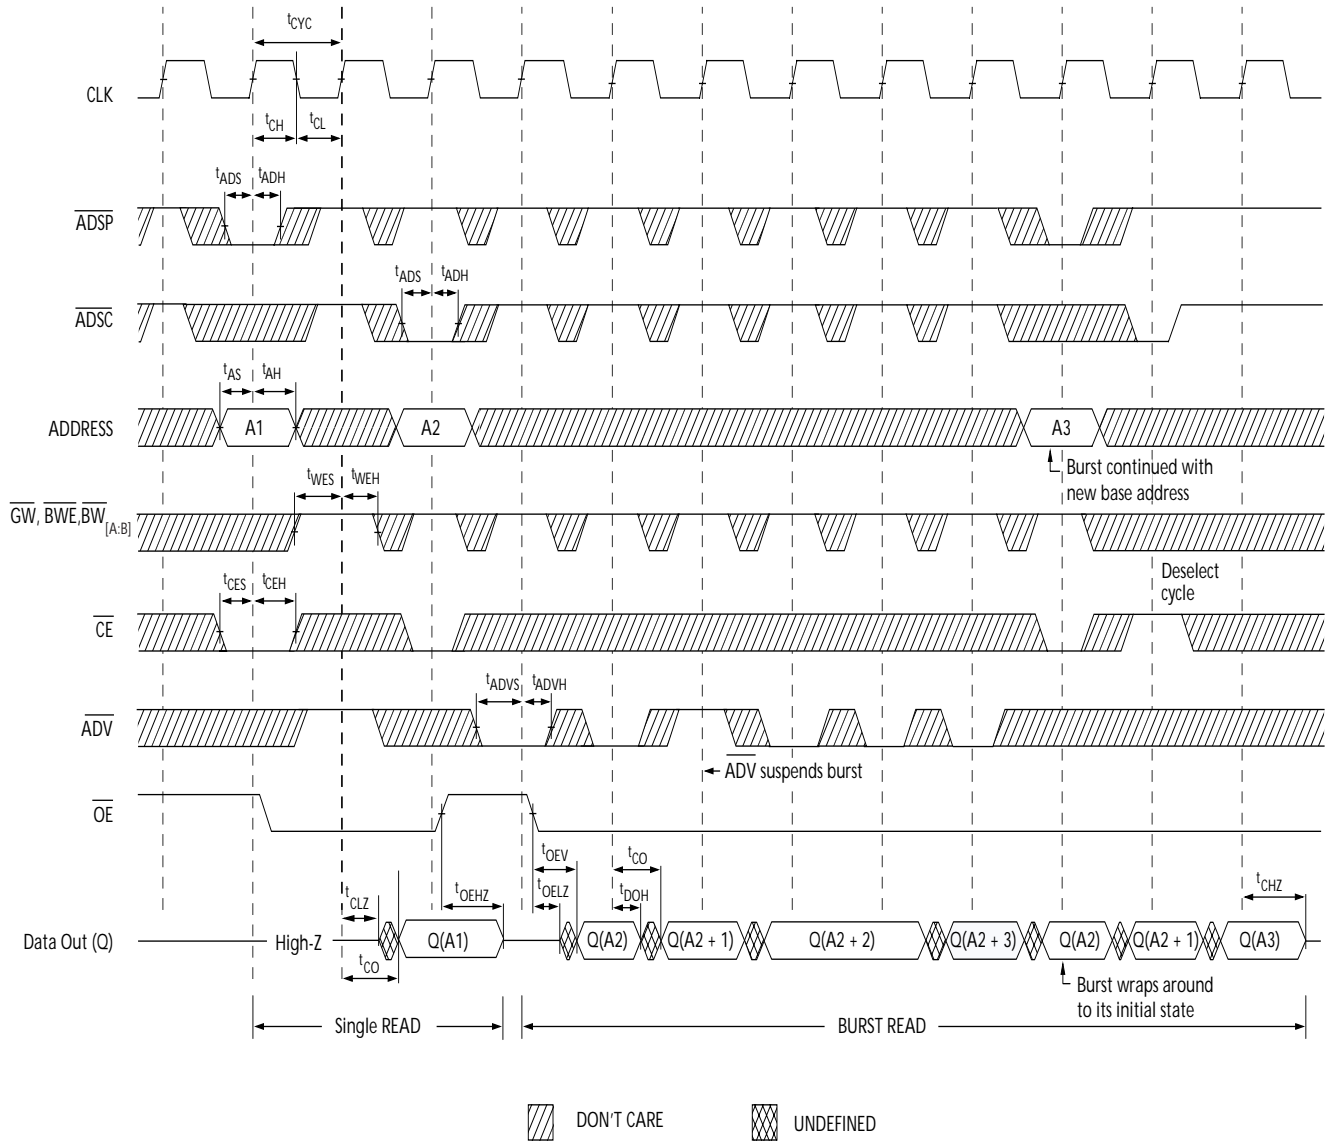 tCYC
CLK
tCH tCL
tADS tADH
ADSP
tADS tADH
ADSC
tAS tAH
ADDRESS A1 A2 A3
Burst continued with
new base address
tWES tWEH
GW, BWE,BW[A:B]
Deselect
cycle
tCES tCEH
CE
tADVS tADVH
ADV
ADV suspends burst
OE
tOEV tCO
tCLZ tOEHZ tOELZ tDOH tCHZ
Data Out (Q) High-Z Q(A1) Q(A2) Q(A2 + 1) Q(A2 + 2) Q(A2 + 3) Q(A2) Q(A2 + 1) Q(A3)
tCO
Burst wraps around
to its initial state
Single READ BURST READ
DON'T CARE UNDEFINED